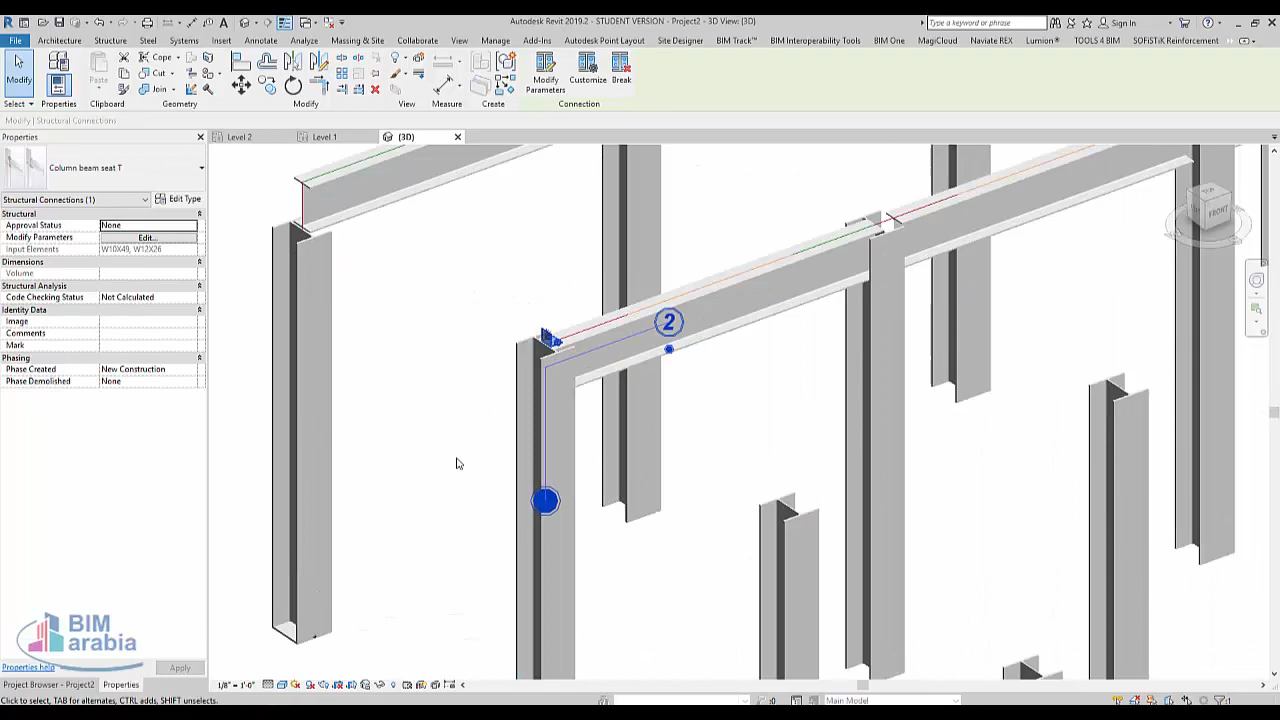 Autodesk Revit 2019.2 - STUDENT VERSION - Project2 - 3D View: {3D}
Type a keyword or phrase
Sign In
File Architecture Structure Steel Systems Insert Annotate Analyze Massing & Site Collaborate View Manage Add-Ins Autodesk Point Layout Site Designer BIM Track™ BIM Interoperability Tools BIM One MagiCloud Naviate REX Lumion® TOOLS 4 BIM SOFiSTiK Reinforcement
Modify
Paste
Cope
Cut
Join
Modify Parameters
Customize
Break
Select Properties Clipboard Geometry Modify View Measure Create Connection
Modify | Structural Connections
Properties
Level 2
Level 1
{3D}
Column beam seat T
Structural Connections (1)
Edit Type
Structural
Approval Status None
Modify Parameters Edit...
Input Elements W10X49, W12X26
Dimensions
Volume
Structural Analysis
Code Checking Status Not Calculated
Identity Data
Image
Comments
Mark
Phasing
Phase Created New Construction
Phase Demolished None
FRONT
2
BIM
arabia
Properties help
Apply
Project Browser - Project2
Properties
1/8" = 1'-0"
Click to select, TAB for alternates, CTRL adds, SHIFT unselects.
:0
Main Model
:1